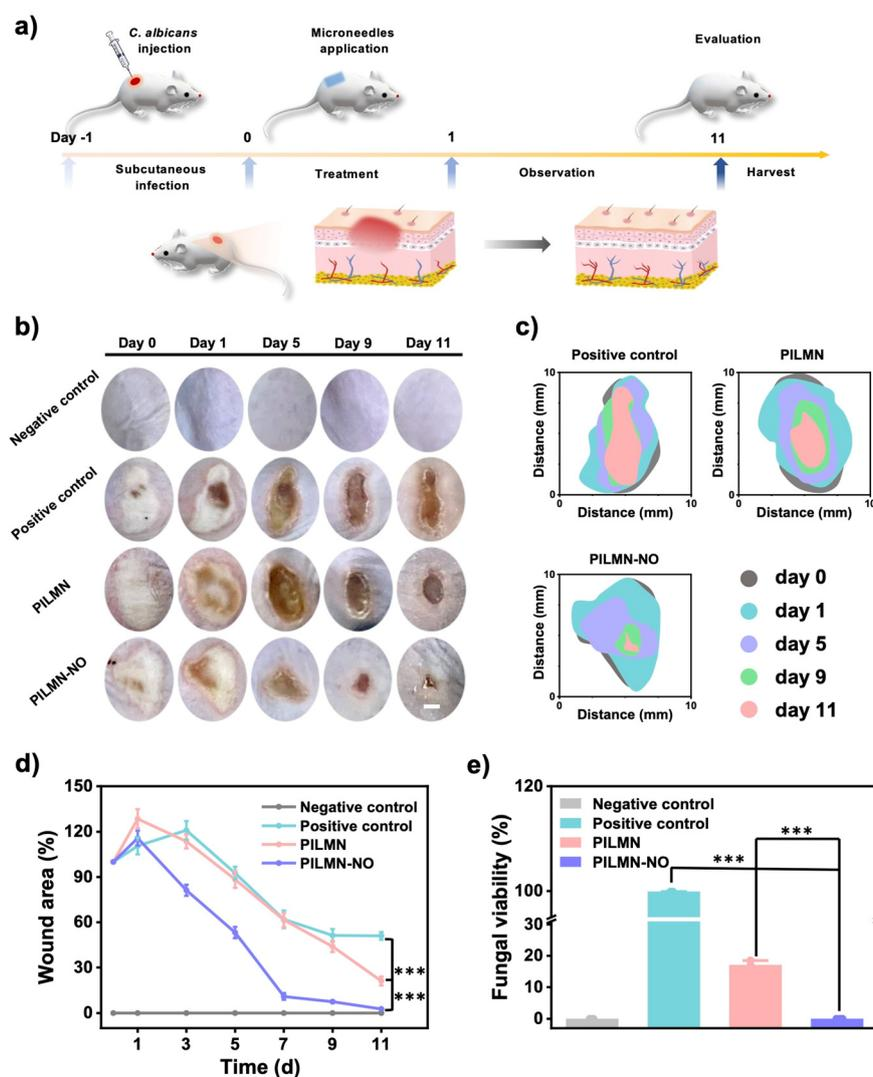 a)
C. albicans
injection
Microneedles
application
Evaluation
Day -1
0
1
11
Subcutaneous
infection
Treatment
Observation
Harvest
b)
Day 0 Day 1 Day 5 Day 9 Day 11
Negative control
Positive control
PILMN
PILMN-NO
c)
Positive control
10
Distance (mm)
0
0
10
Distance (mm)
PILMN
10
Distance (mm)
0
0
10
Distance (mm)
PILMN-NO
10
Distance (mm)
0
0
10
Distance (mm)
day 0
day 1
day 5
day 9
day 11
d)
Wound area (%)
150
120
90
60
30
0
Negative control
Positive control
PILMN
PILMN-NO
***
***
1 3 5 7 9 11
Time (d)
e)
Fungal viability (%)
120
100
30
20
10
0
Negative control
Positive control
PILMN
PILMN-NO
***
***